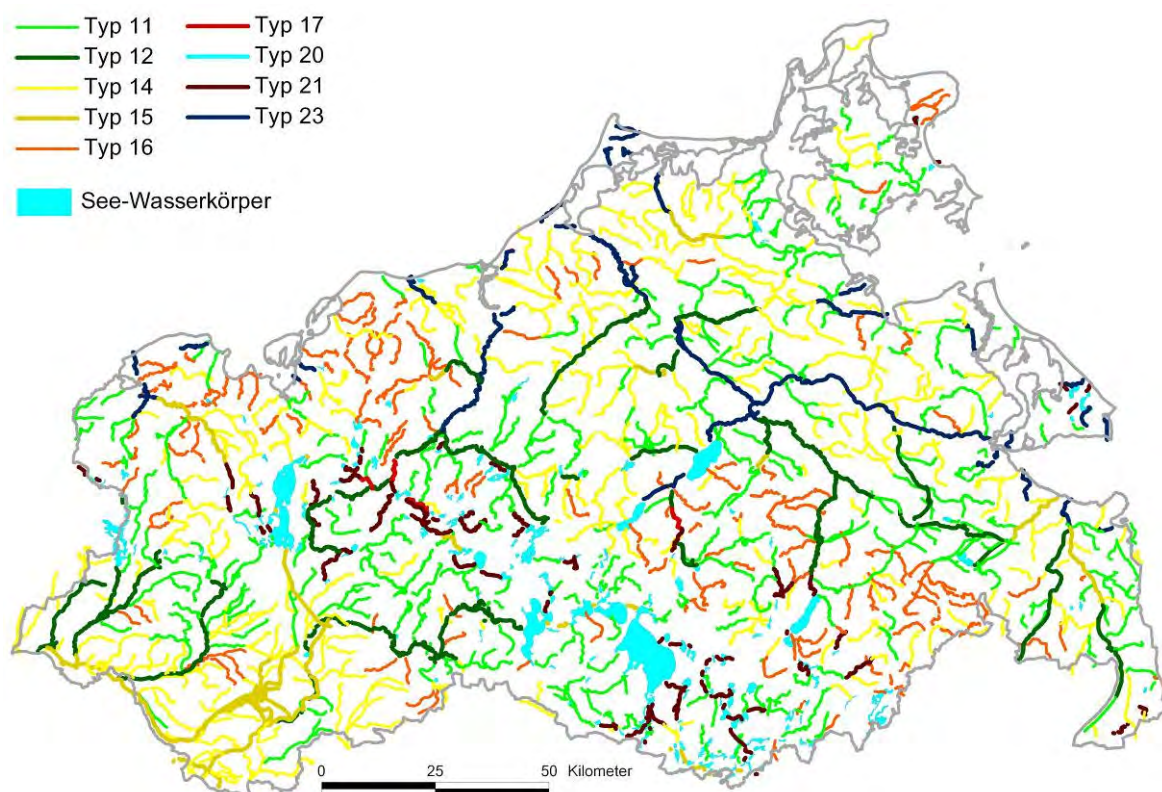 Typ 11
Typ 12
Typ 14
Typ 15
Typ 16
Typ 17
Typ 20
Typ 21
Typ 23
See-Wasserkörper
0 25 50 Kilometer